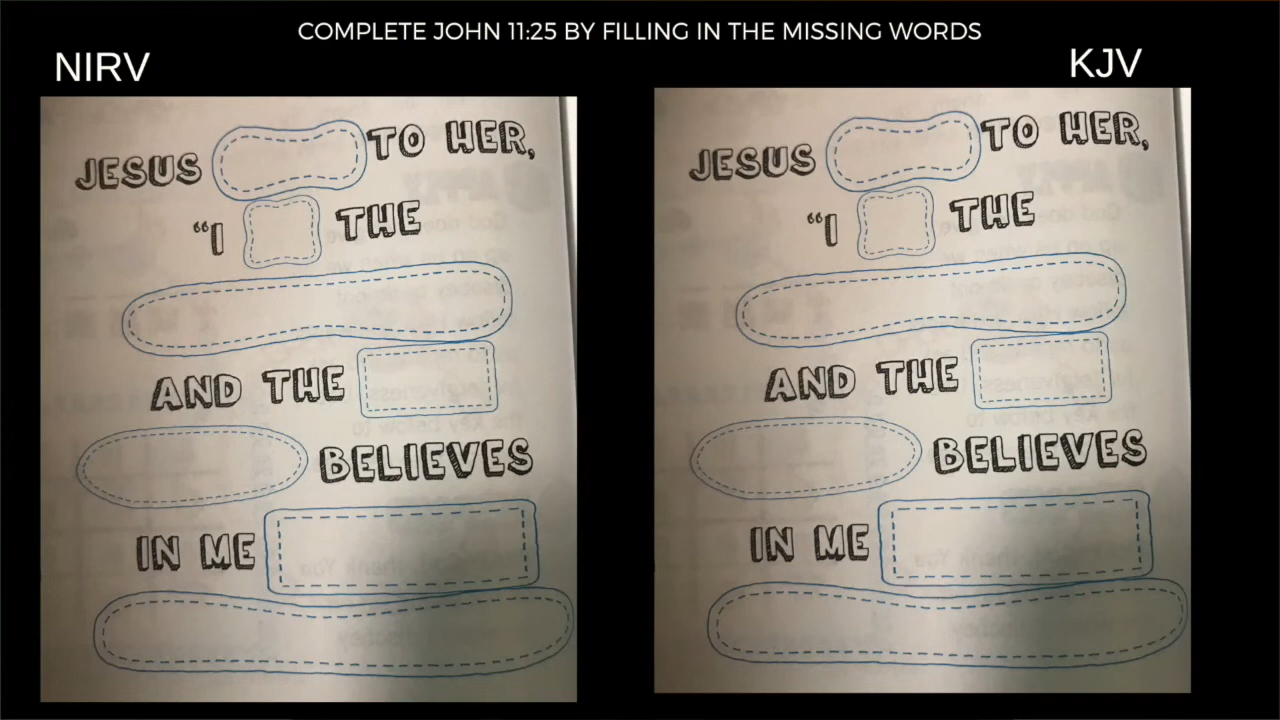 COMPLETE JOHN 11:25 BY FILLING IN THE MISSING WORDS
NIRV
JESUS TO HER,
"I THE
AND THE
BELIEVES
IN ME
KJV
JESUS TO HER,
"I THE
AND THE
BELIEVES
IN ME